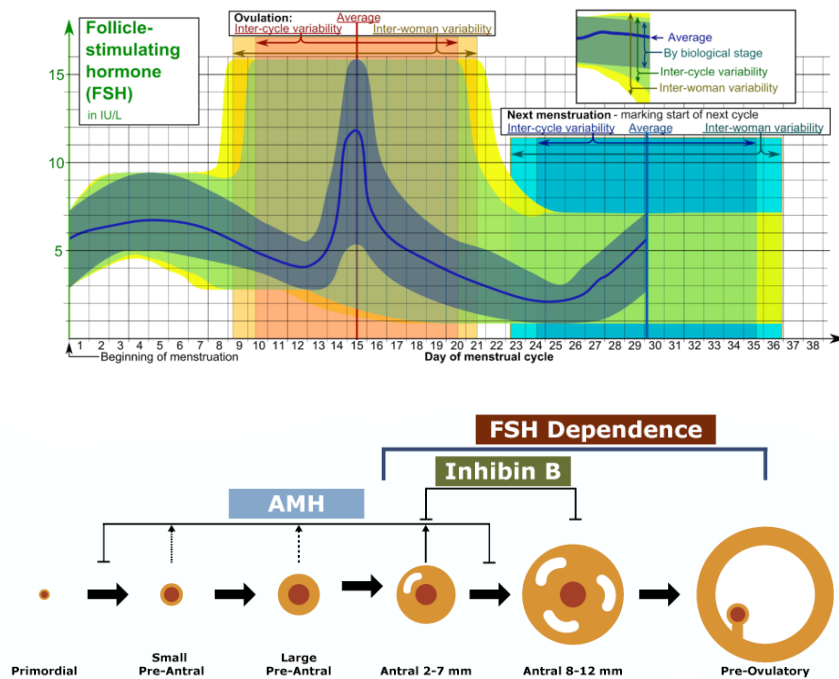 Follicle-
stimulating
hormone
(FSH)
in IU/L
Ovulation:
Average
Inter-cycle variability
Inter-woman variability
Average
By biological stage
Inter-cycle variability
Inter-woman variability
Next menstruation - marking start of next cycle
Inter-cycle variability
Average
Inter-woman variability
15
10
5
1 2 3 4 5 6 7 8 9 10 11 12 13 14 15 16 17 18 19 20 21 22 23 24 25 26 27 28 29 30 31 32 33 34 35 36 37 38
Beginning of menstruation
Day of menstrual cycle
FSH Dependence
Inhibin B
AMH
Primordial
Small
Pre-Antral
Large
Pre-Antral
Antral 2-7 mm
Antral 8-12 mm
Pre-Ovulatory